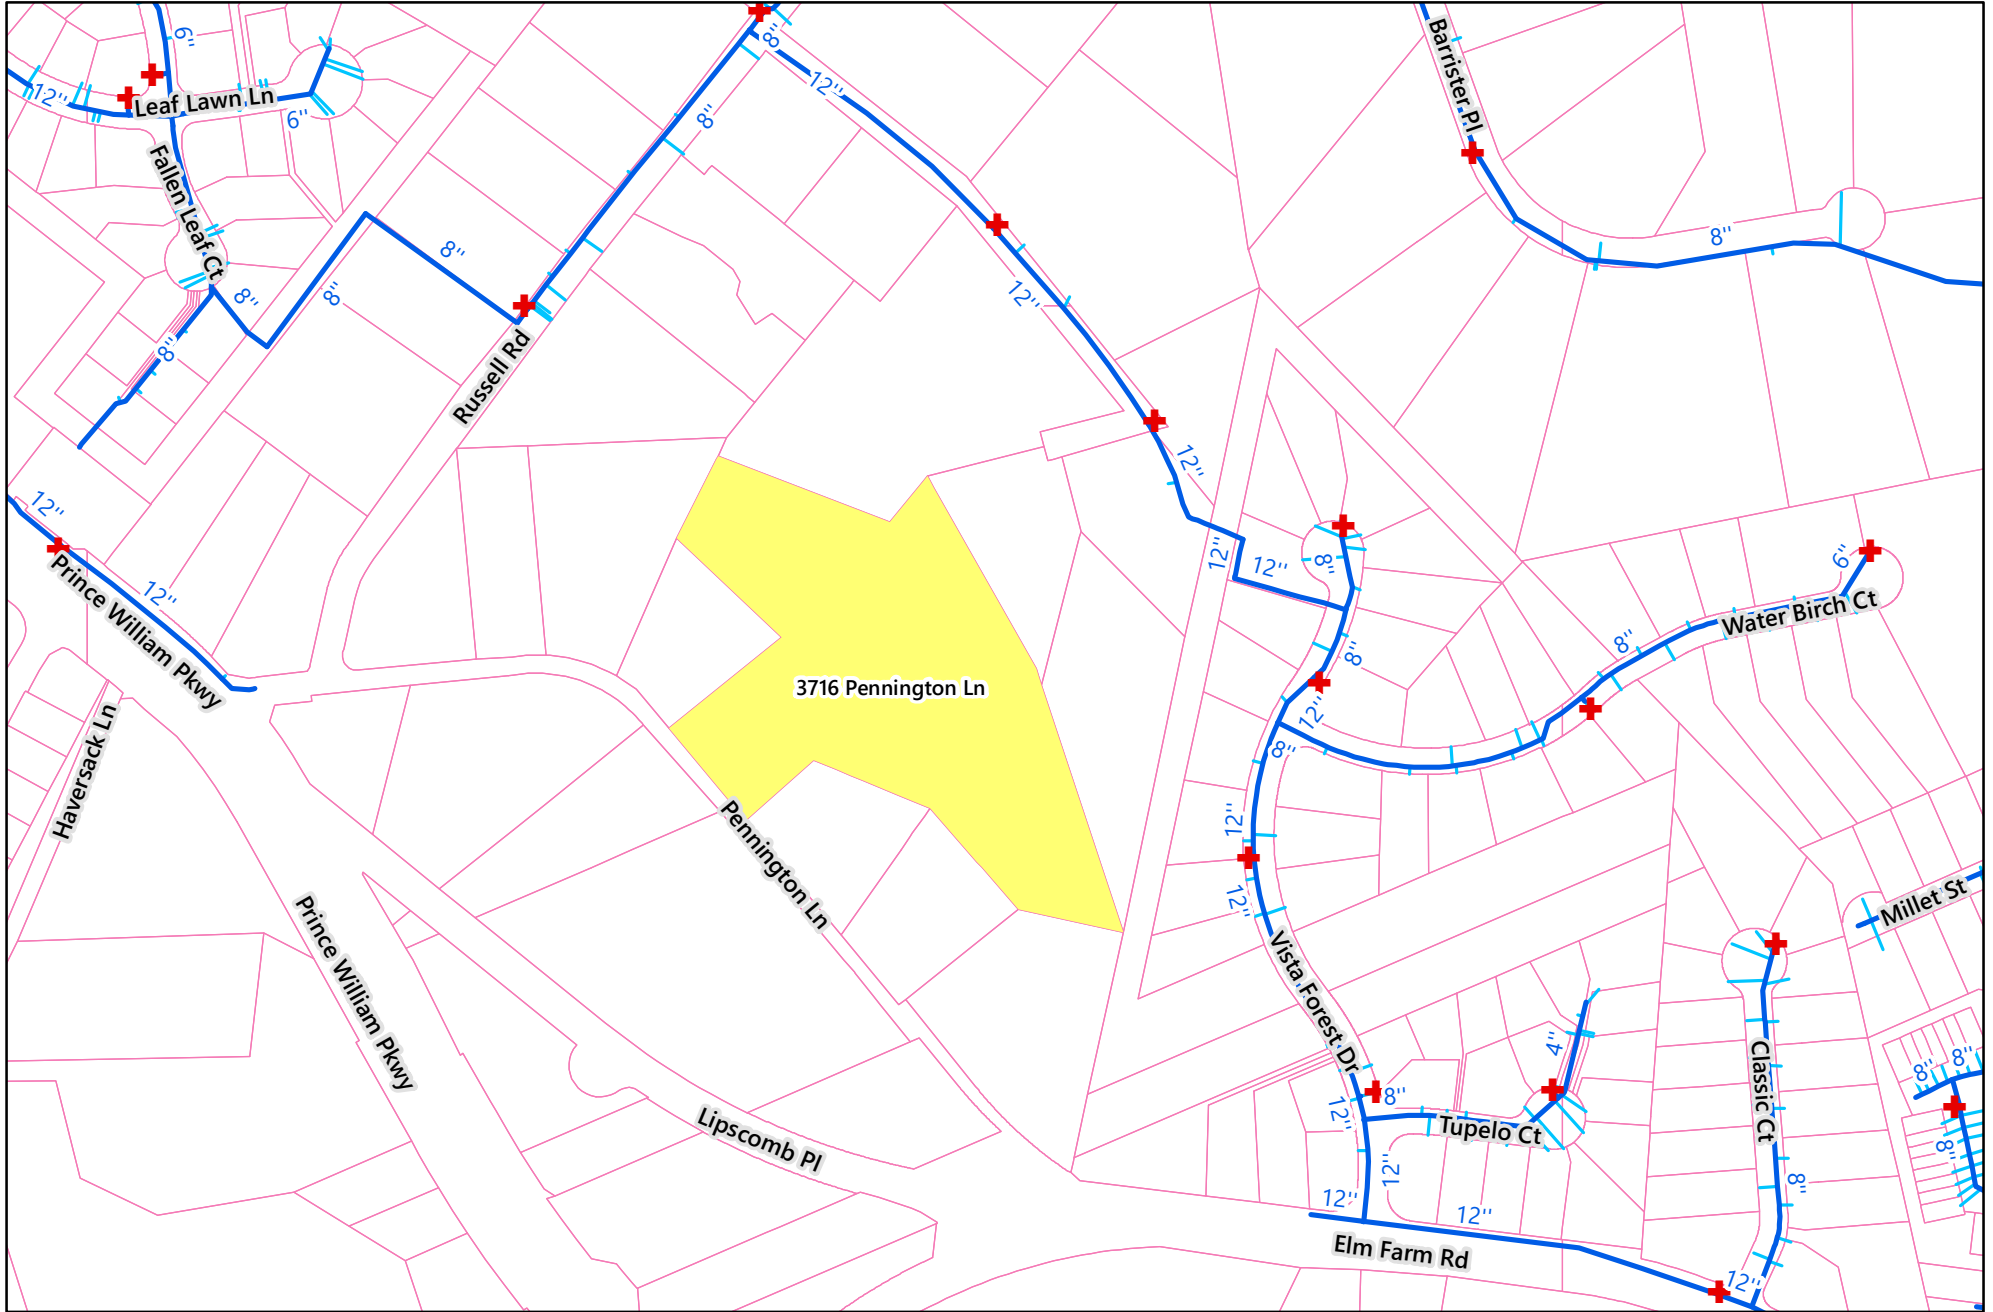 6''
8''
12''
Barrister Pl
12''
Leaf Lawn Ln
6''
8''
Fallen Leaf Ct
8''
8''
8''
8''
12''
8''
8''
Russell Rd
12''
12''
12''
12''
8''
6''
Prince William Pkwy
12''
Water Birch Ct
8''
8''
3716 Pennington Ln
12''
8''
Haversack Ln
12''
Pennington Ln
12''
Millet St
Prince William Pkwy
Vista Forest Dr
4''
Classic Ct
8''
8''
8''
12''
Tupelo Ct
Lipscomb Pl
8''
12''
8''
12''
12''
Elm Farm Rd
12''